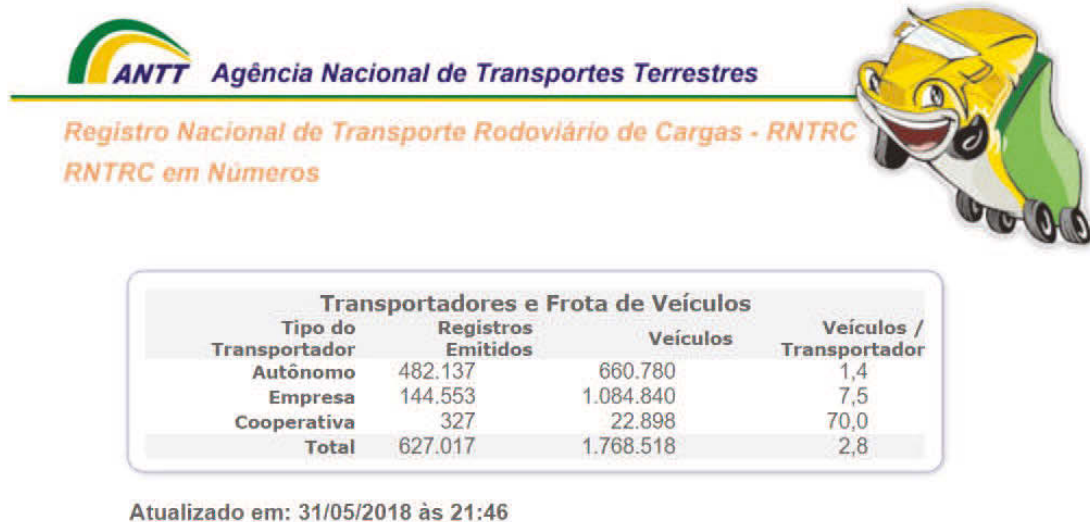 ANTT Agência Nacional de Transportes Terrestres
Registro Nacional de Transporte Rodoviário de Cargas - RNTRC
RNTRC em Números
Transportadores e Frota de Veículos
Tipo do Transportador Registros Emitidos Veículos Veículos / Transportador
Autônomo 482.137 660.780 1,4
Empresa 144.553 1.084.840 7,5
Cooperativa 327 22.898 70,0
Total 627.017 1.768.518 2,8
Atualizado em: 31/05/2018 às 21:46